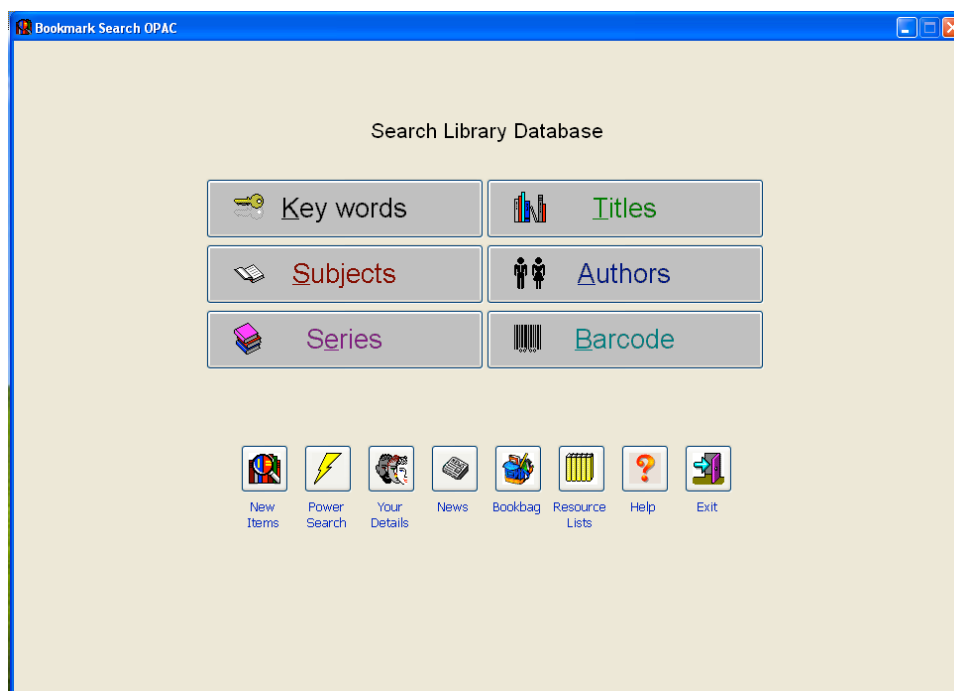 Bookmark Search OPAC
Search Library Database
Key words
Titles
Subjects
Authors
Series
Barcode
New Items
Power Search
Your Details
News
Bookbag
Resource Lists
Help
Exit